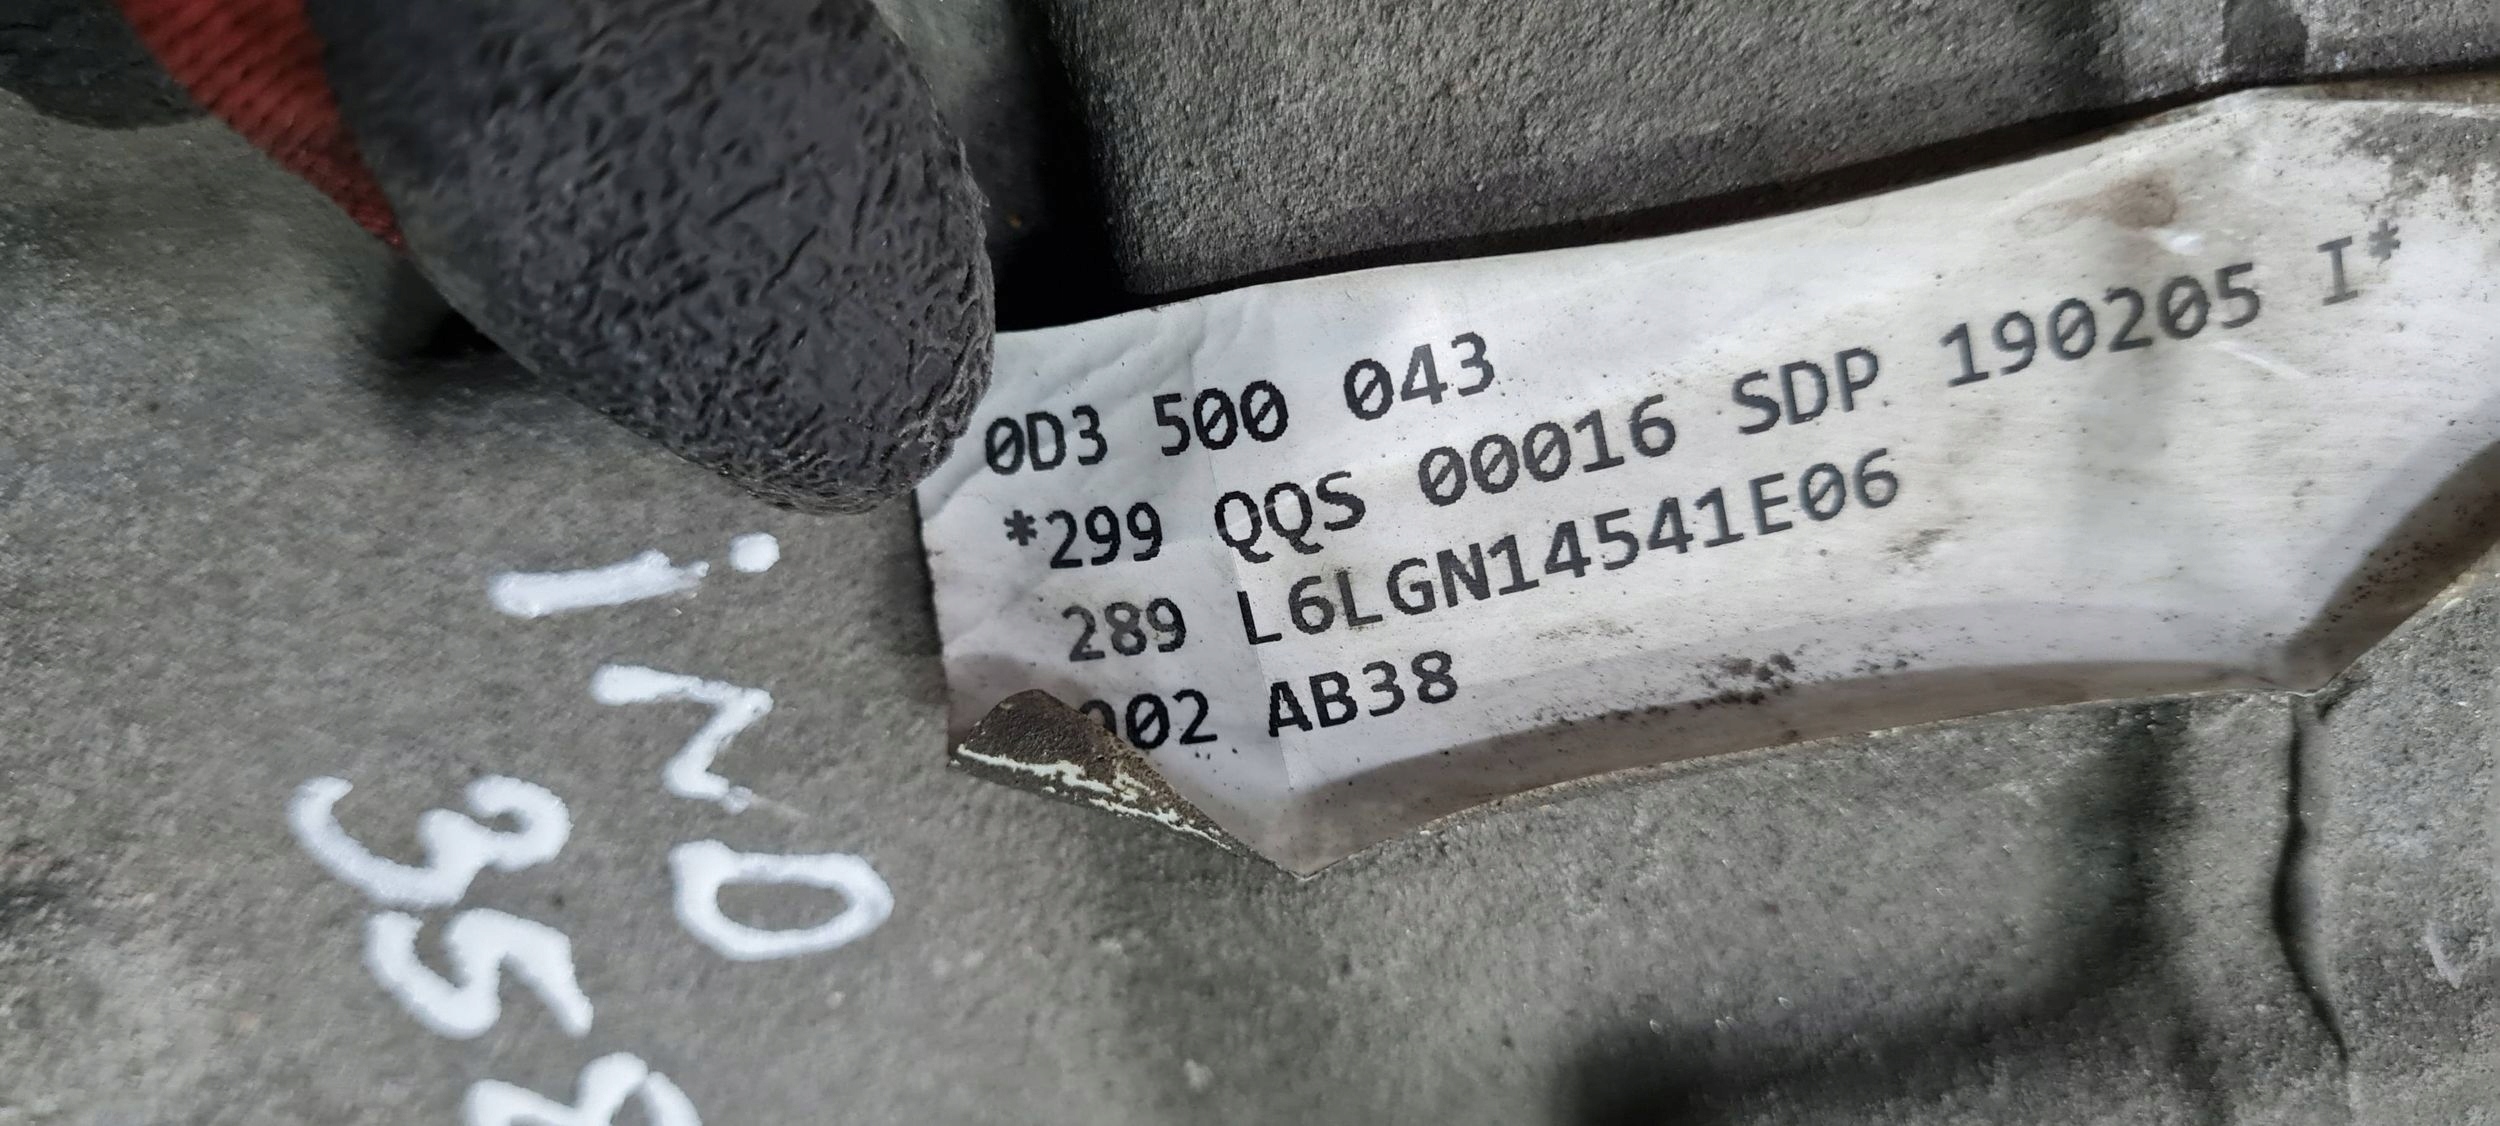 0D3 500 043
*299 QQS 00016 SDP 190205 I*
289 L6LGN14541E06
002 AB38